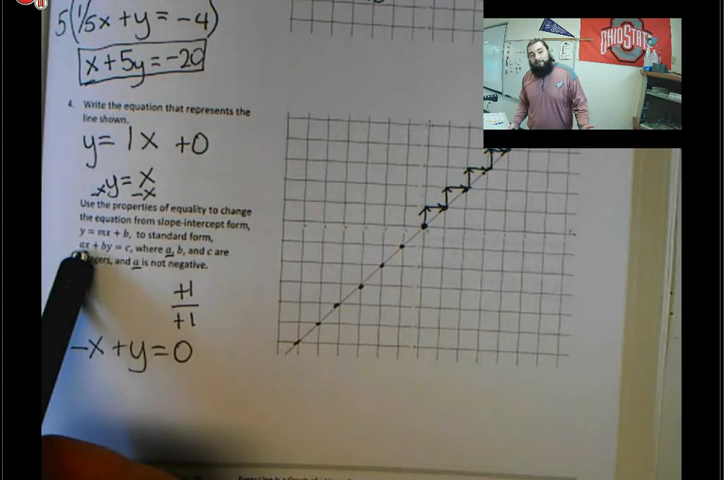 5(1/5x + y = -4)
x + 5y = -20
4. Write the equation that represents the
line shown.
y = 1x + 0
-x y = x -x
Use the properties of equality to change
the equation from slope-intercept form,
y = mx + b, to standard form,
ax + by = c, where a, b, and c are
and a is not negative.
+1
+1
-x + y = 0
OHIO STATE